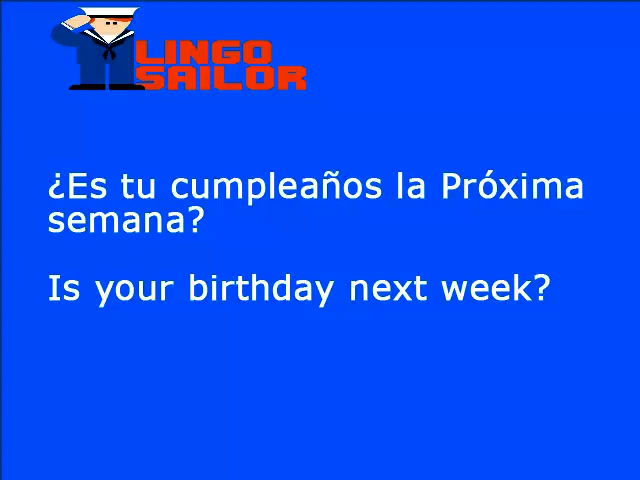 LINGO
SAILOR
¿Es tu cumpleaños la Próxima
semana?
Is your birthday next week?